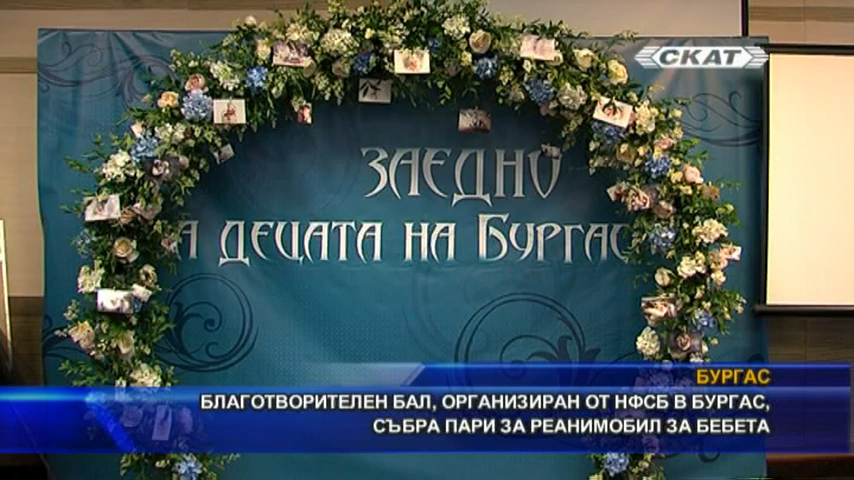 СКАТ
ЗАЕДНО
А ДЕЦАТА НА БУРГАС
БУРГАС
БЛАГОТВОРИТЕЛЕН БАЛ, ОРГАНИЗИРАН ОТ НФСБ В БУРГАС,
СЪБРА ПАРИ ЗА РЕАНИМОБИЛ ЗА БЕБЕТА